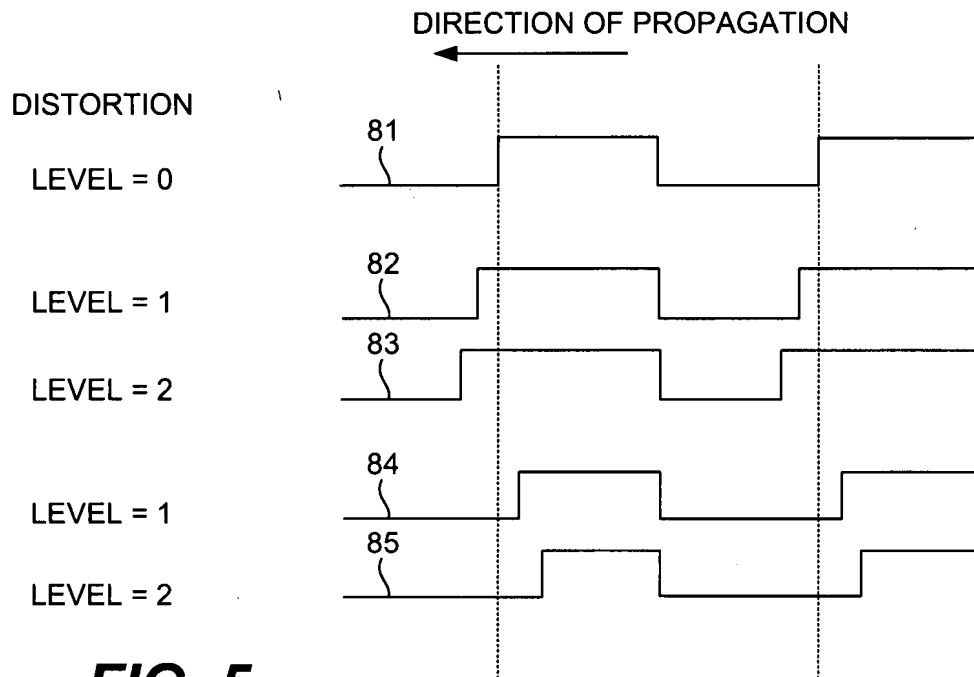 DIRECTION OF PROPAGATION
DISTORTION
81
LEVEL = 0
82
LEVEL = 1
83
LEVEL = 2
84
LEVEL = 1
85
LEVEL = 2
FIG. 5